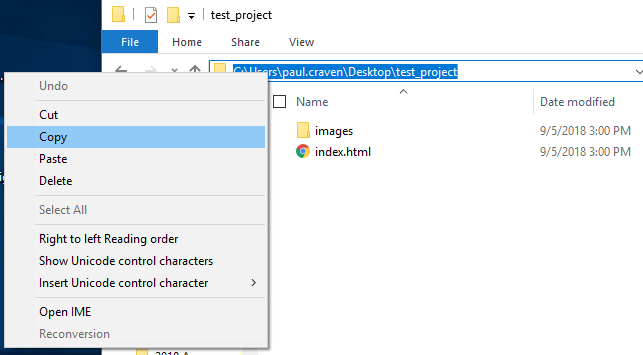 test_project
File Home Share View
C:\Users\paul.craven\Desktop\test_project
Name Date modified
images 9/5/2018 3:00 PM
index.html 9/5/2018 3:00 PM
Undo
Cut
Copy
Paste
Delete
Select All
Right to left Reading order
Show Unicode control characters
Insert Unicode control character
Open IME
Reconversion